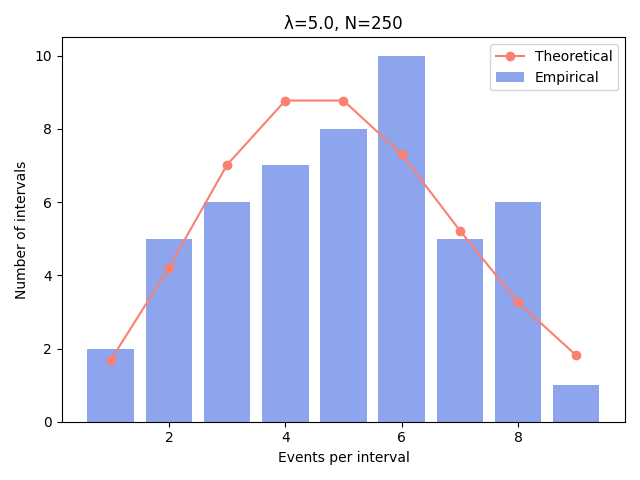 λ=5.0, N=250
Theoretical
Empirical
Number of intervals
10
8
6
4
2
0
2 4 6 8
Events per interval